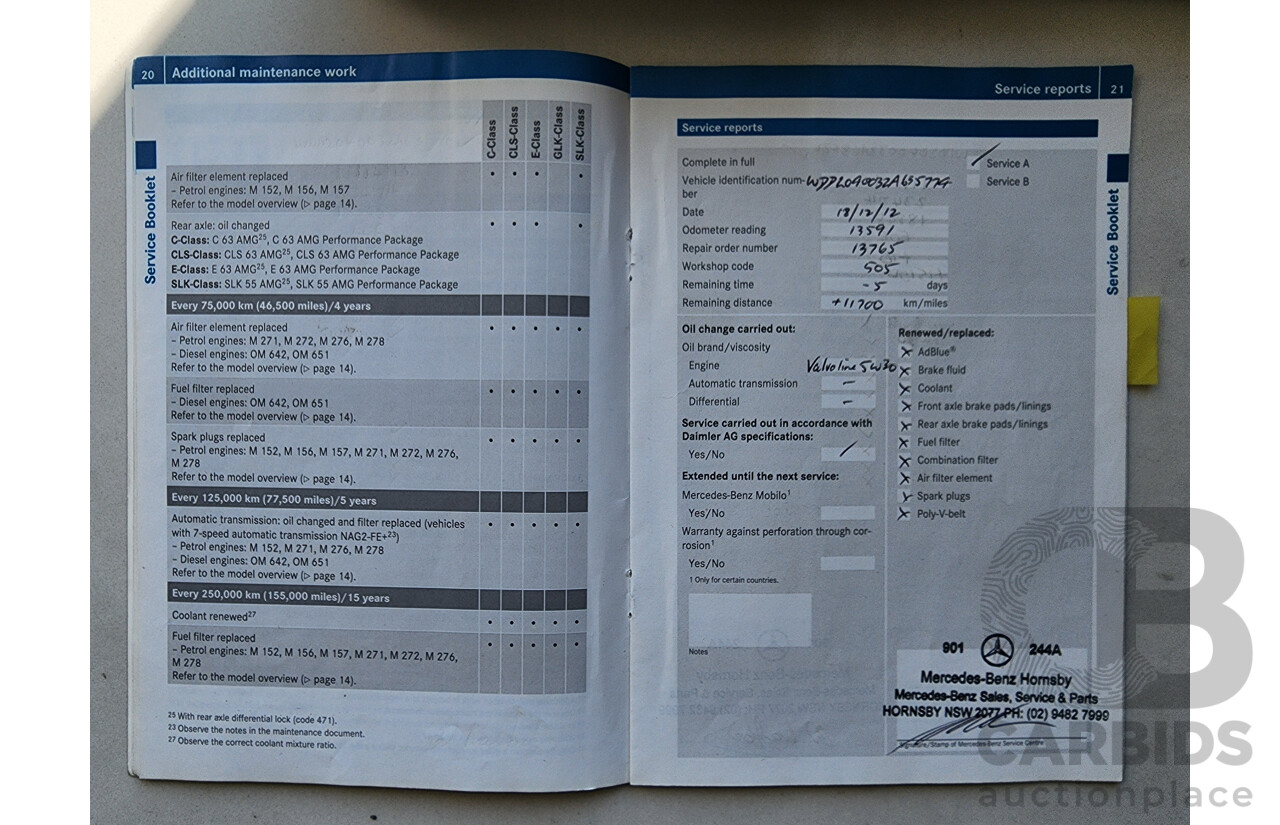 20 Additional maintenance work
C-Class
CLS-Class
E-Class
GLK-Class
SLK-Class
Service Booklet
Air filter element replaced
– Petrol engines: M 152, M 156, M 157
Refer to the model overview (▷ page 14).
Rear axle: oil changed
C-Class: C 63 AMG25, C 63 AMG Performance Package
CLS-Class: CLS 63 AMG25, CLS 63 AMG Performance Package
E-Class: E 63 AMG25, E 63 AMG Performance Package
SLK-Class: SLK 55 AMG25, SLK 55 AMG Performance Package
Every 75,000 km (46,500 miles)/4 years
Air filter element replaced
– Petrol engines: M 271, M 272, M 276, M 278
– Diesel engines: OM 642, OM 651
Refer to the model overview (▷ page 14).
Fuel filter replaced
– Diesel engines: OM 642, OM 651
Refer to the model overview (▷ page 14).
Spark plugs replaced
– Petrol engines: M 152, M 156, M 157, M 271, M 272, M 276,
M 278
Refer to the model overview (▷ page 14).
Every 125,000 km (77,500 miles)/5 years
Automatic transmission: oil changed and filter replaced (vehicles
with 7-speed automatic transmission NAG2-FE+23)
– Petrol engines: M 152, M 271, M 276, M 278
– Diesel engines: OM 642, OM 651
Refer to the model overview (▷ page 14).
Every 250,000 km (155,000 miles)/15 years
Coolant renewed27
Fuel filter replaced
– Petrol engines: M 152, M 156, M 157, M 271, M 272, M 276,
M 278
Refer to the model overview (▷ page 14).
25 With rear axle differential lock (code 471).
23 Observe the notes in the maintenance document.
27 Observe the correct coolant mixture ratio.
Service reports 21
Service reports
Complete in full
Service A
Vehicle identification num-
ber
Service B
Date 18/12/12
Odometer reading 13591
Repair order number 13765
Workshop code 505
Remaining time -5 days
Remaining distance +11700 km/miles
Oil change carried out:
Oil brand/viscosity
Engine Valvoline 5w30
Automatic transmission –
Differential –
Service carried out in accordance with
Daimler AG specifications:
Yes/No
Extended until the next service:
Mercedes-Benz Mobilo1
Yes/No
Warranty against perforation through cor-
rosion1
Yes/No
1 Only for certain countries.
Notes
Renewed/replaced:
AdBlue®
Brake fluid
Coolant
Front axle brake pads/linings
Rear axle brake pads/linings
Fuel filter
Combination filter
Air filter element
Spark plugs
Poly-V-belt
Service Booklet
901 244A
Mercedes-Benz Hornsby
Mercedes-Benz Sales, Service & Parts
HORNSBY NSW 2077 PH: (02) 9482 7999
Signature/Stamp of Mercedes-Benz Service Centre
CARBIDS
auctionplace